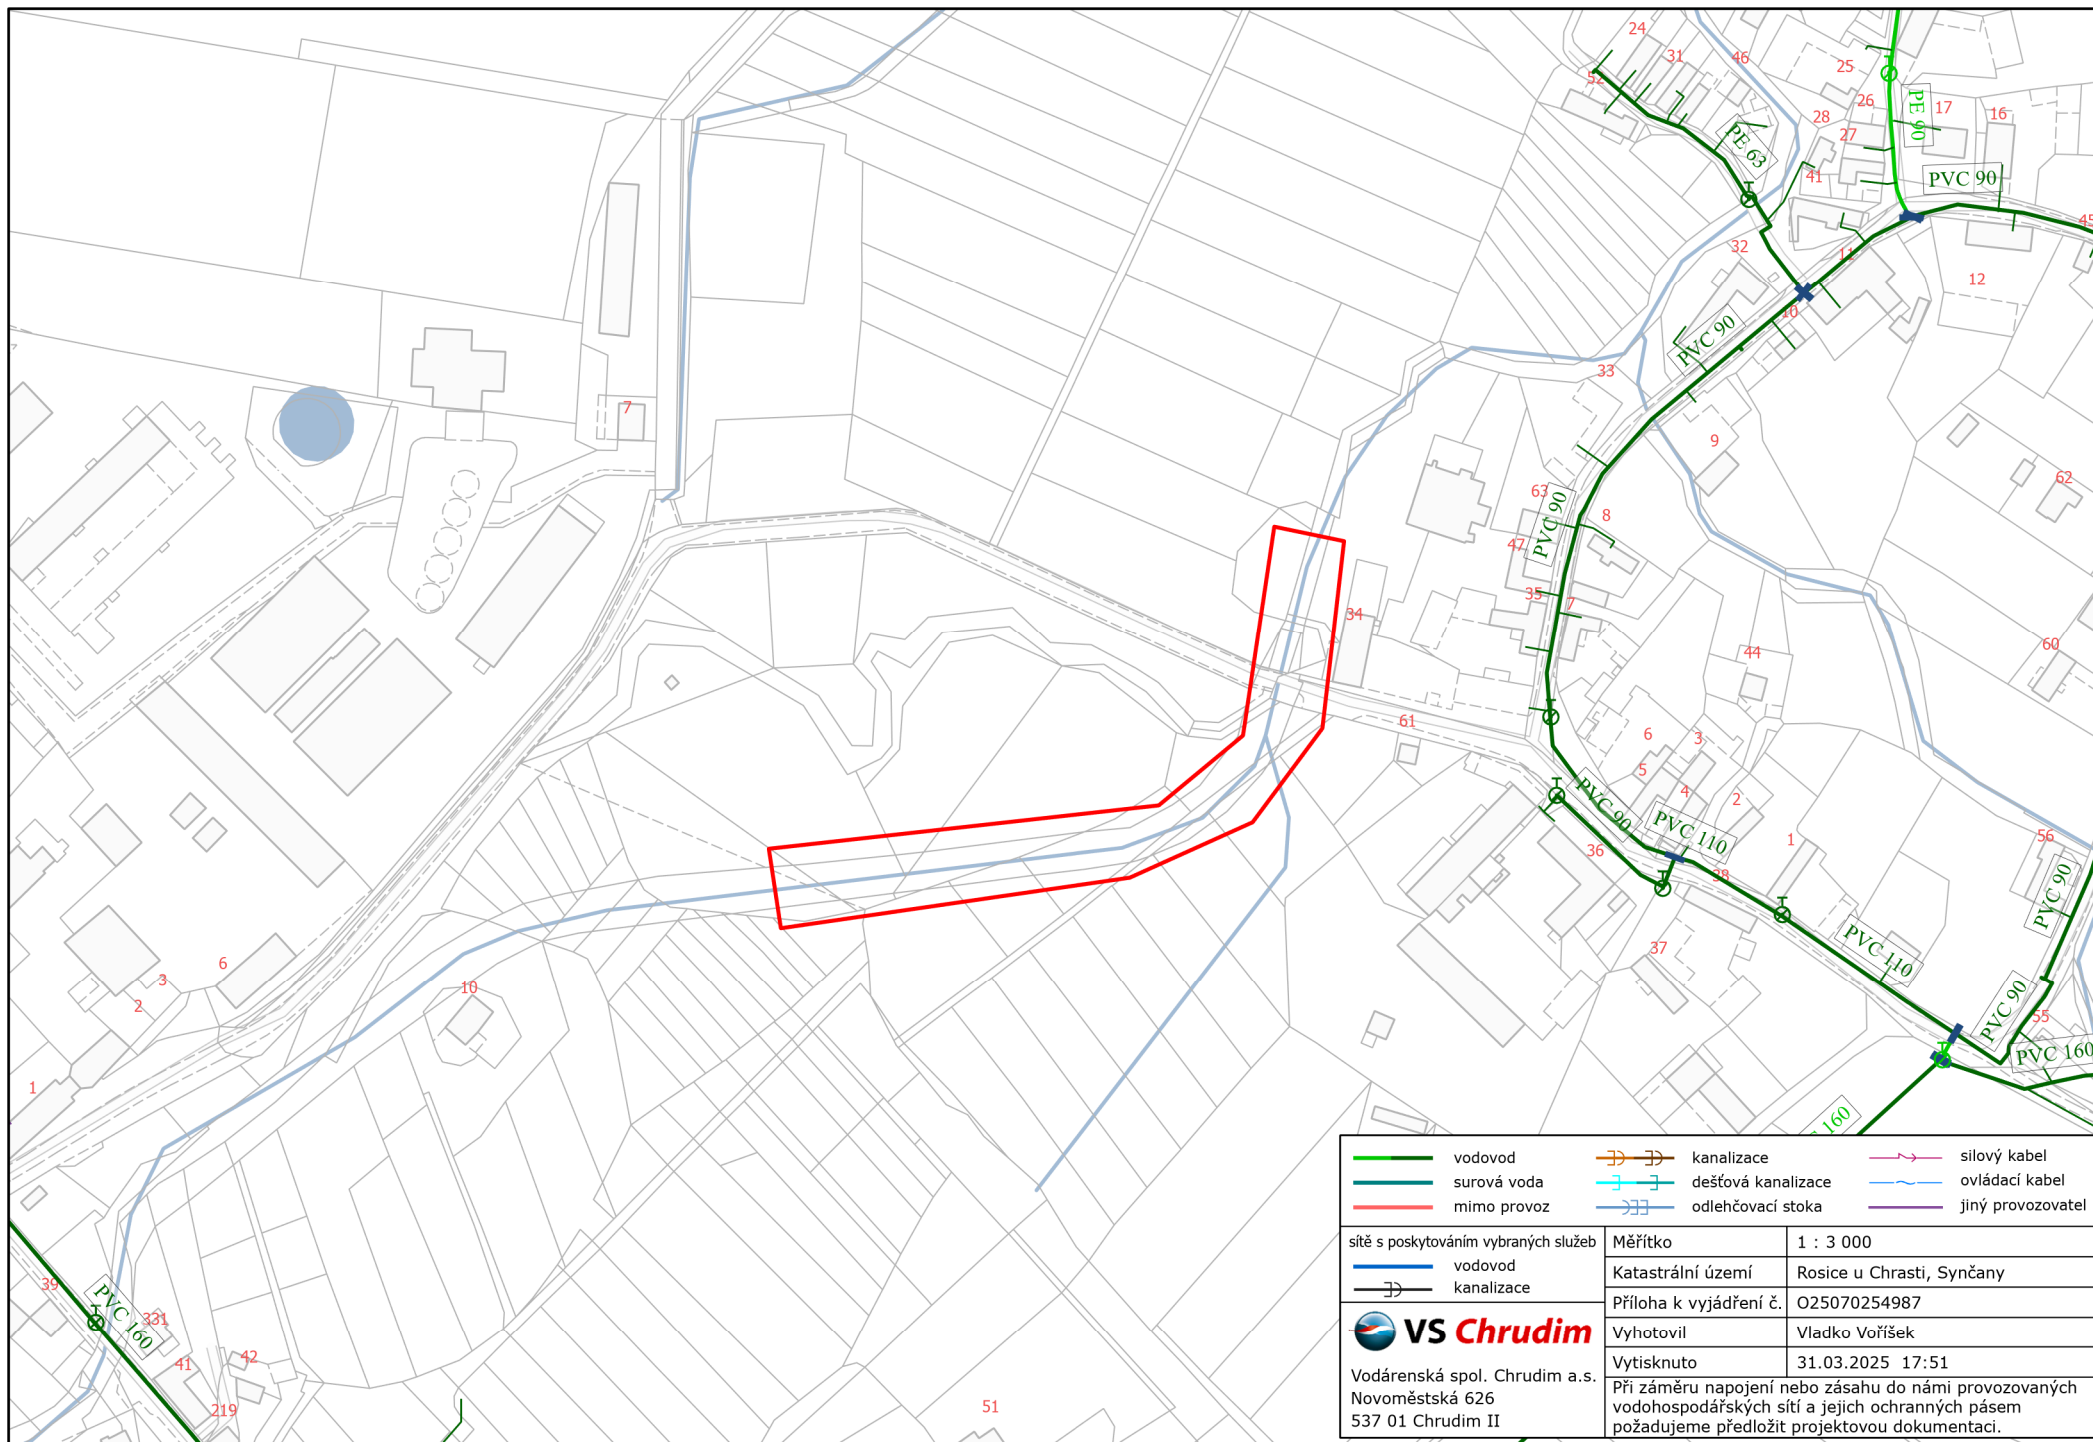 24
31
46
52
25
26
28
27
17
16
PE 90
PE 63
PVC 90
41
45
32
11
12
10
PVC 90
33
7
9
62
63
PVC 90
8
47
35
7
34
44
60
61
6
3
5
4
2
1
PVC 90
PVC 110
36
38
56
PVC 90
37
PVC 110
PVC 90
55
PVC 160
160
6
3
2
10
1
39
PVC 160
331
41
42
219
51
vodovod
surová voda
mimo provoz
kanalizace
dešťová kanalizace
odlehčovací stoka
silový kabel
ovládací kabel
jiný provozovatel
sítě s poskytováním vybraných služeb
vodovod
kanalizace
VS Chrudim
Vodárenská spol. Chrudim a.s.
Novoměstská 626
537 01 Chrudim II
Měřítko 1 : 3 000
Katastrální území Rosice u Chrasti, Synčany
Příloha k vyjádření č. O25070254987
Vyhotovil Vladko Voříšek
Vytisknuto 31.03.2025 17:51
Při záměru napojení nebo zásahu do námi provozovaných
vodohospodářských sítí a jejich ochranných pásem
požadujeme předložit projektovou dokumentaci.